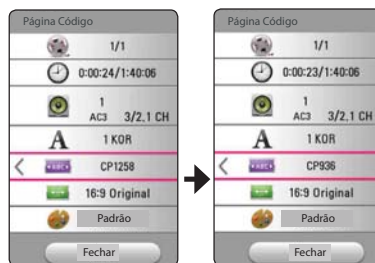 Página Código
1/1
0:00:24/1:40:06
1
AC3 3/2.1 CH
A 1 KOR
ABC CP1258
16:9 Original
Padrão
Fechar
Página Código
1/1
0:00:23/1:40:06
1
AC3 3/2.1 CH
A 1 KOR
ABC CP936
16:9 Original
Padrão
Fechar